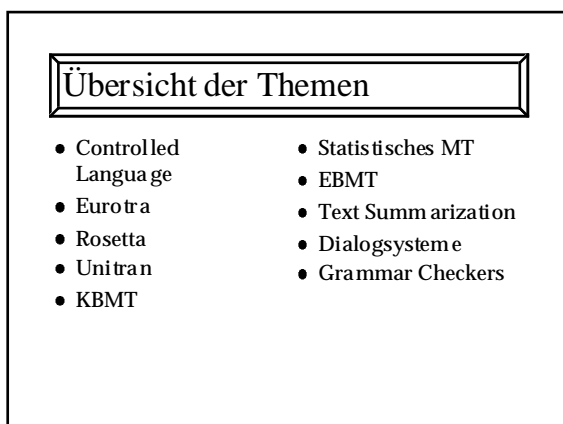 Übersicht der Themen
• Controlled
Language
• Eurotra
• Rosetta
• Unitran
• KBMT
• Statistisches MT
• EBMT
• Text Summarization
• Dialogsysteme
• Grammar Checkers